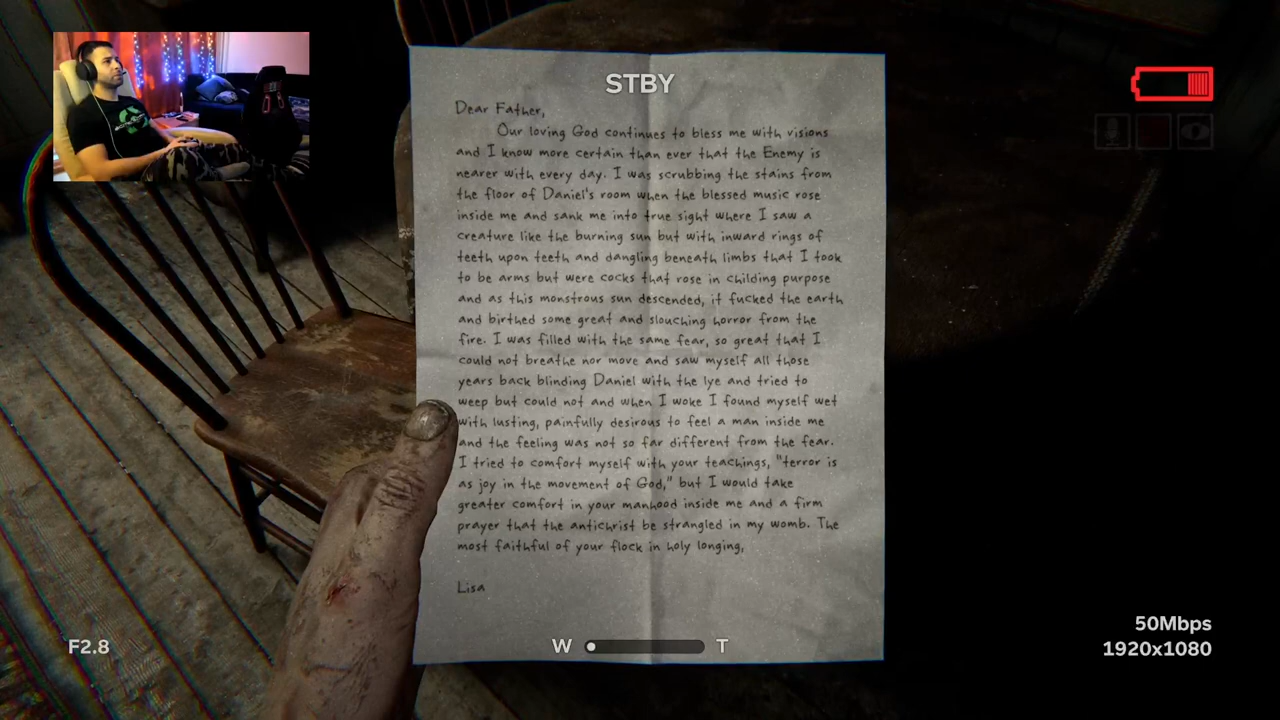 STBY
Dear Father,
Our loving God continues to bless me with visions
and I know more certain than ever that the Enemy is
nearer with every day. I was scrubbing the stains from
the floor of Daniel's room when the blessed music rose
inside me and sank me into true sight where I saw a
creature like the burning sun but with inward rings of
teeth upon teeth and dangling beneath limbs that I took
to be arms but were cocks that rose in childing purpose
and as this monstrous sun descended, it fucked the earth
and birthed some great and slouching horror from the
fire. I was filled with the same fear, so great that I
could not breathe nor move and saw myself all those
years back blinding Daniel with the lye and tried to
weep but could not and when I woke I found myself wet
with lusting, painfully desirous to feel a man inside me
and the feeling was not so far different from the fear.
I tried to comfort myself with your teachings, "terror is
as joy in the movement of God," but I would take
greater comfort in your manhood inside me and a firm
prayer that the antichrist be strangled in my womb. The
most faithful of your flock in holy longing,
Lisa
F2.8
W T
50Mbps
1920x1080